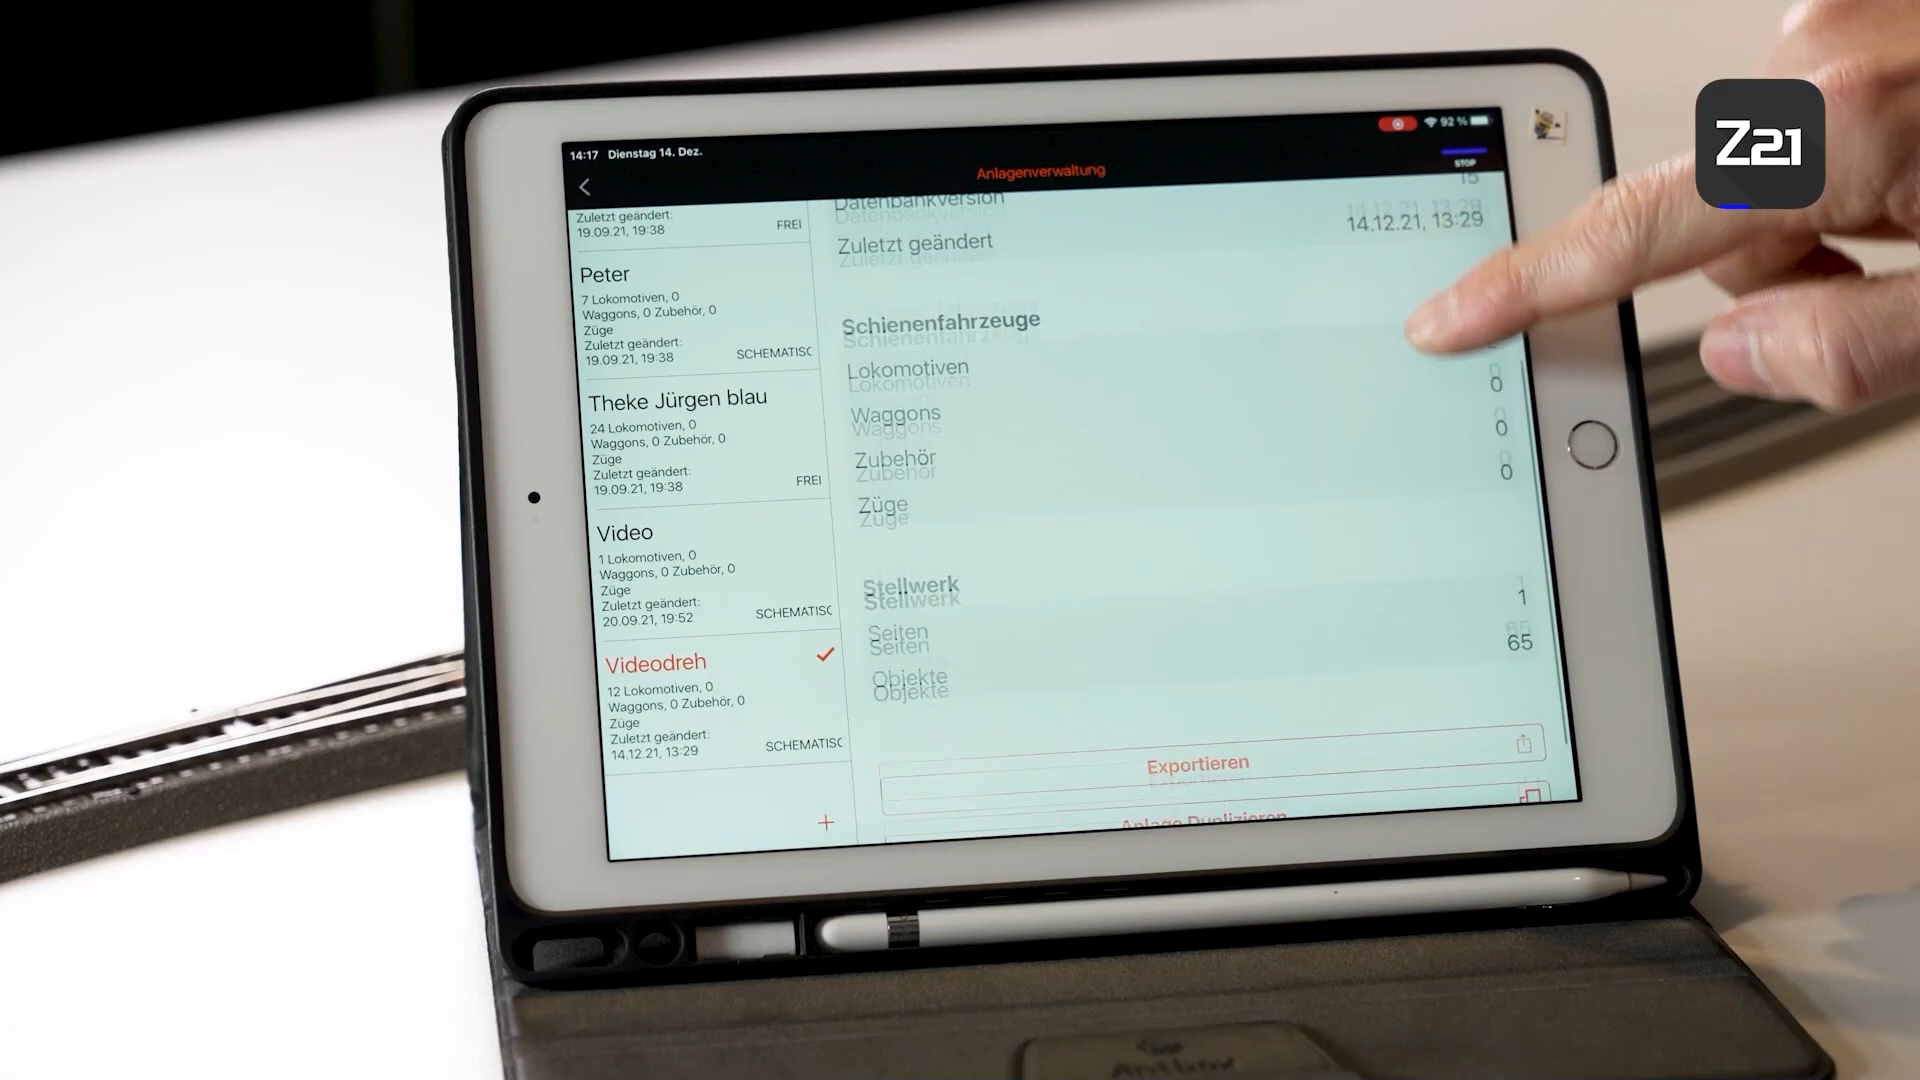 Z21
14:17 Dienstag 14. Dez.
92 %
Anlagenverwaltung
STOP
Zuletzt geändert:
19.09.21, 19:38
FREI
Peter
7 Lokomotiven, 0
Waggons, 0 Zubehör, 0
Züge
Zuletzt geändert:
19.09.21, 19:38
SCHEMATISC
Theke Jürgen blau
24 Lokomotiven, 0
Waggons, 0 Zubehör, 0
Züge
Zuletzt geändert:
19.09.21, 19:38
FREI
Video
1 Lokomotiven, 0
Waggons, 0 Zubehör, 0
Züge
Zuletzt geändert:
20.09.21, 19:52
SCHEMATISC
Videodreh
12 Lokomotiven, 0
Waggons, 0 Zubehör, 0
Züge
Zuletzt geändert:
14.12.21, 13:29
SCHEMATISC
+
Datenbankversion
15
Zuletzt geändert
14.12.21, 13:29
Schienenfahrzeuge
Lokomotiven
Waggons
0
Zubehör
0
Züge
0
Stellwerk
Seiten
1
Objekte
65
Exportieren
Anlage Duplizieren